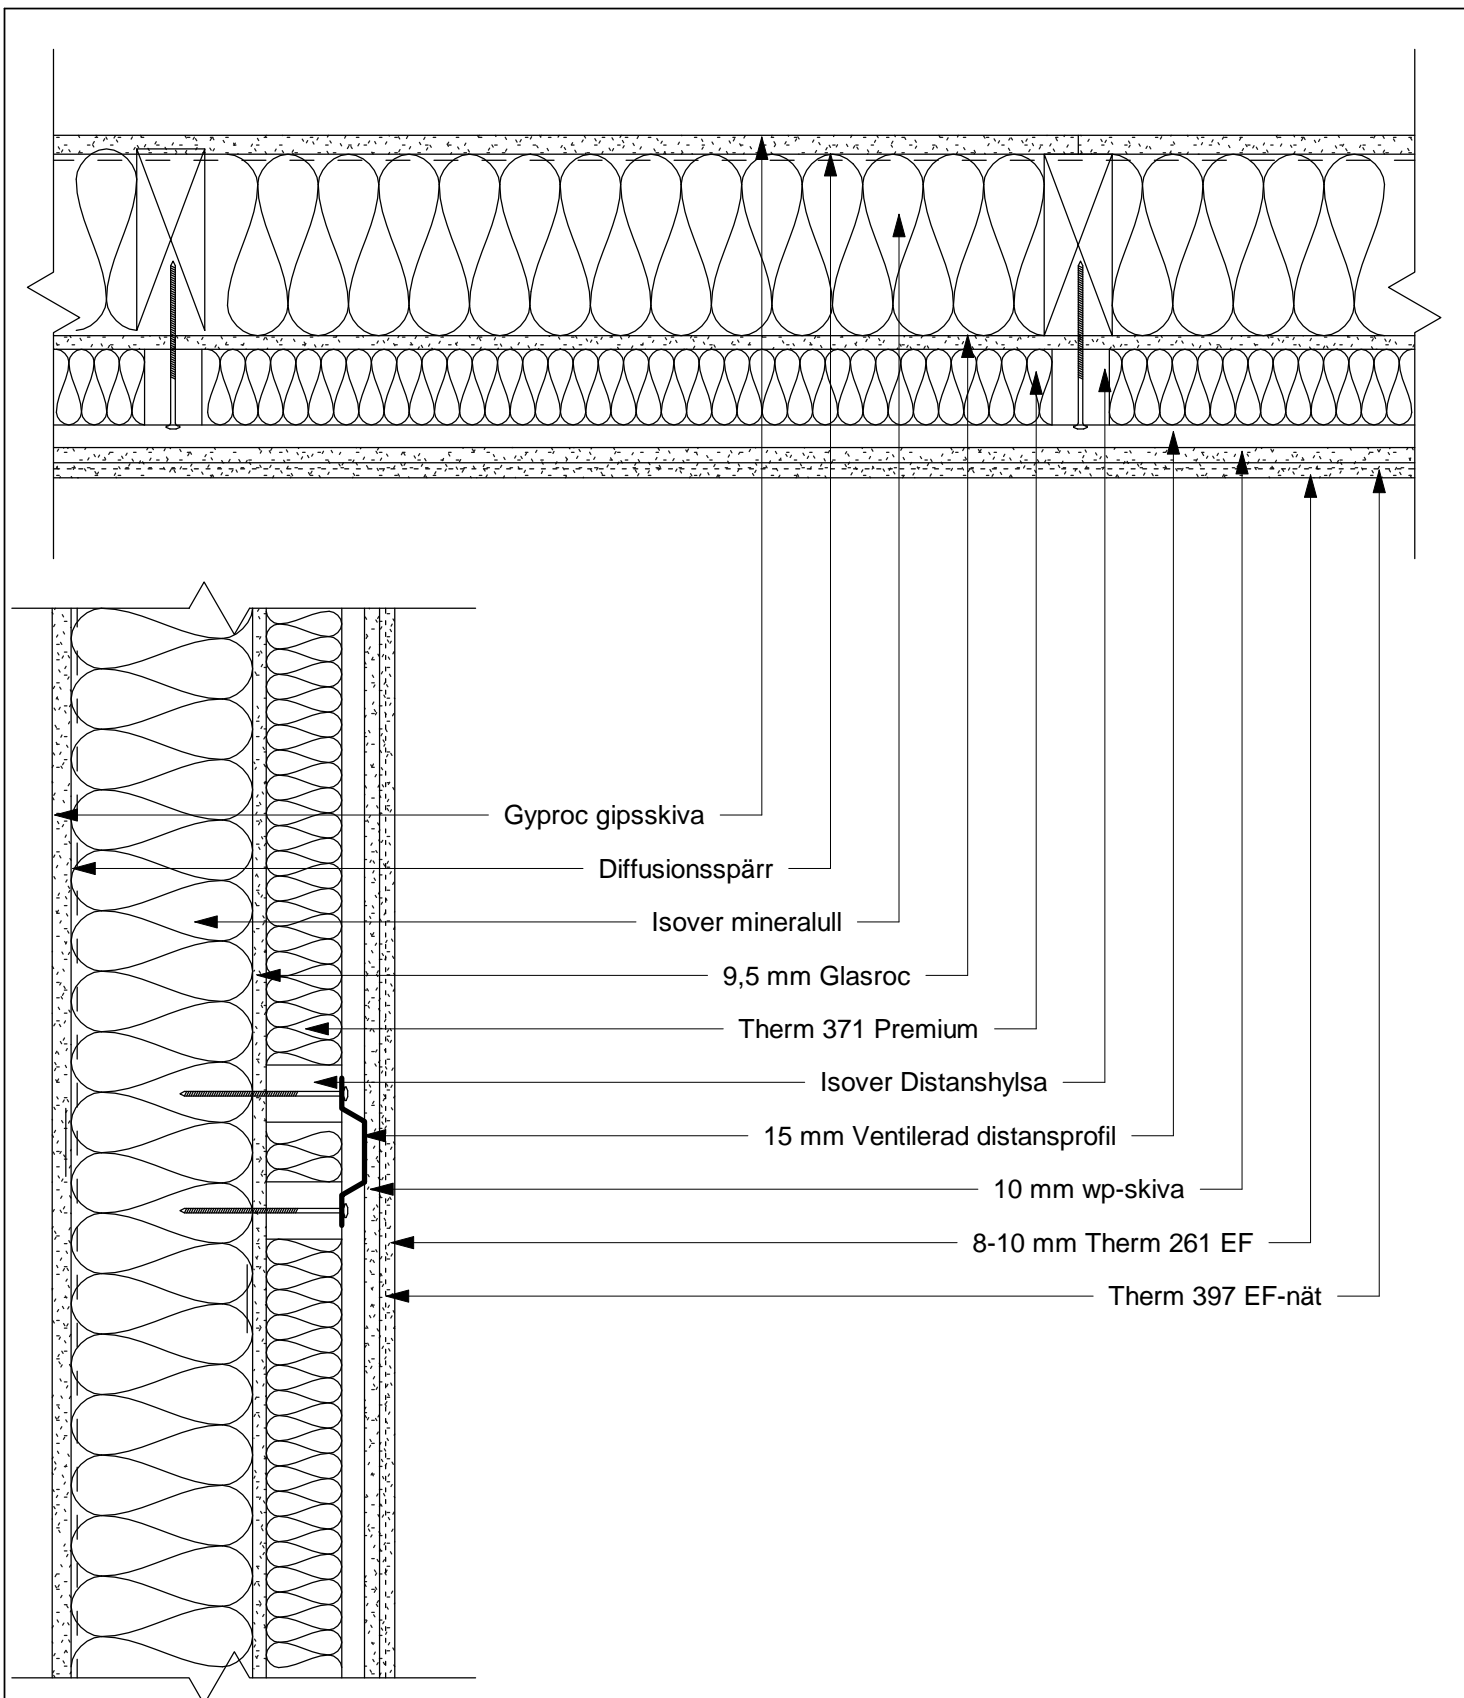 Gyproc gipsskiva
Diffusionsspärr
Isover mineralull
9,5 mm Glasroc
Therm 371 Premium
Isover Distanshylsa
15 mm Ventilerad distansprofil
10 mm wp-skiva
8-10 mm Therm 261 EF
Therm 397 EF-nät